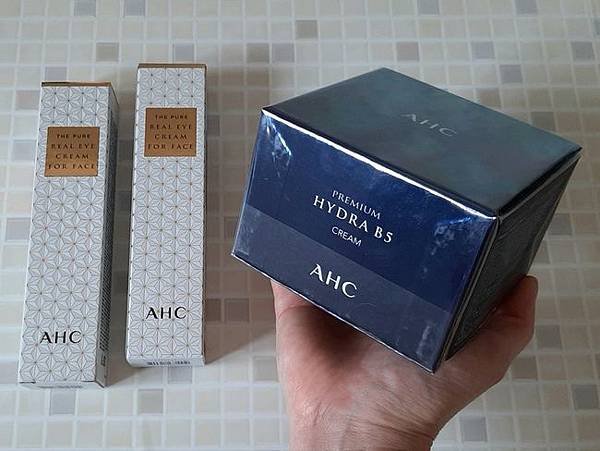 THE PURE
REAL EYE
CREAM
FOR FACE
AHC
THE PURE
REAL EYE
CREAM
FOR FACE
AHC
AHC
PREMIUM
HYDRA B5
CREAM
AHC